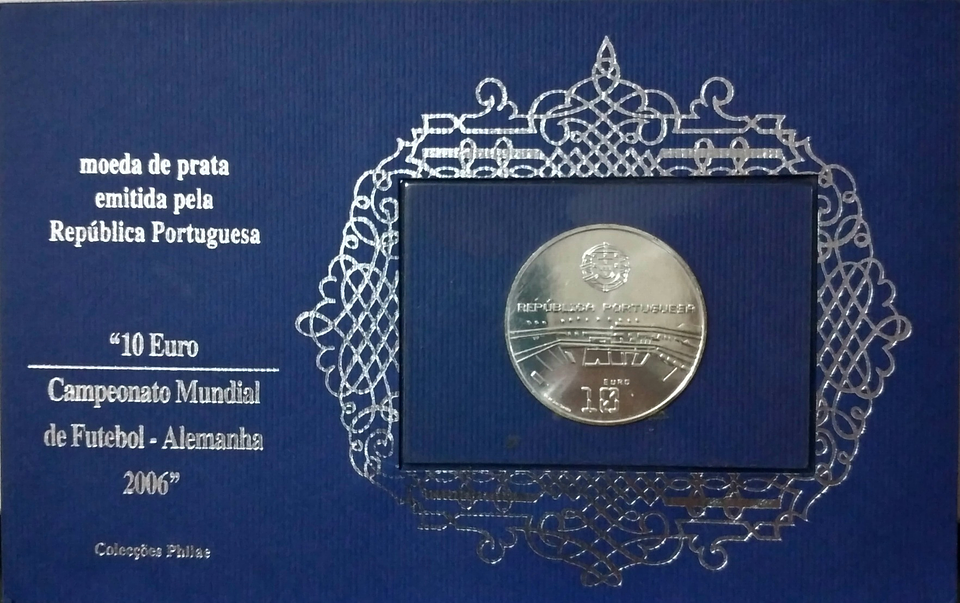 moeda de prata
emitida pela
República Portuguesa
“10 Euro
Campeonato Mundial
de Futebol - Alemanha
2006”
Colecções Philae
REPÚBLICA PORTUGUESA
EURO
10